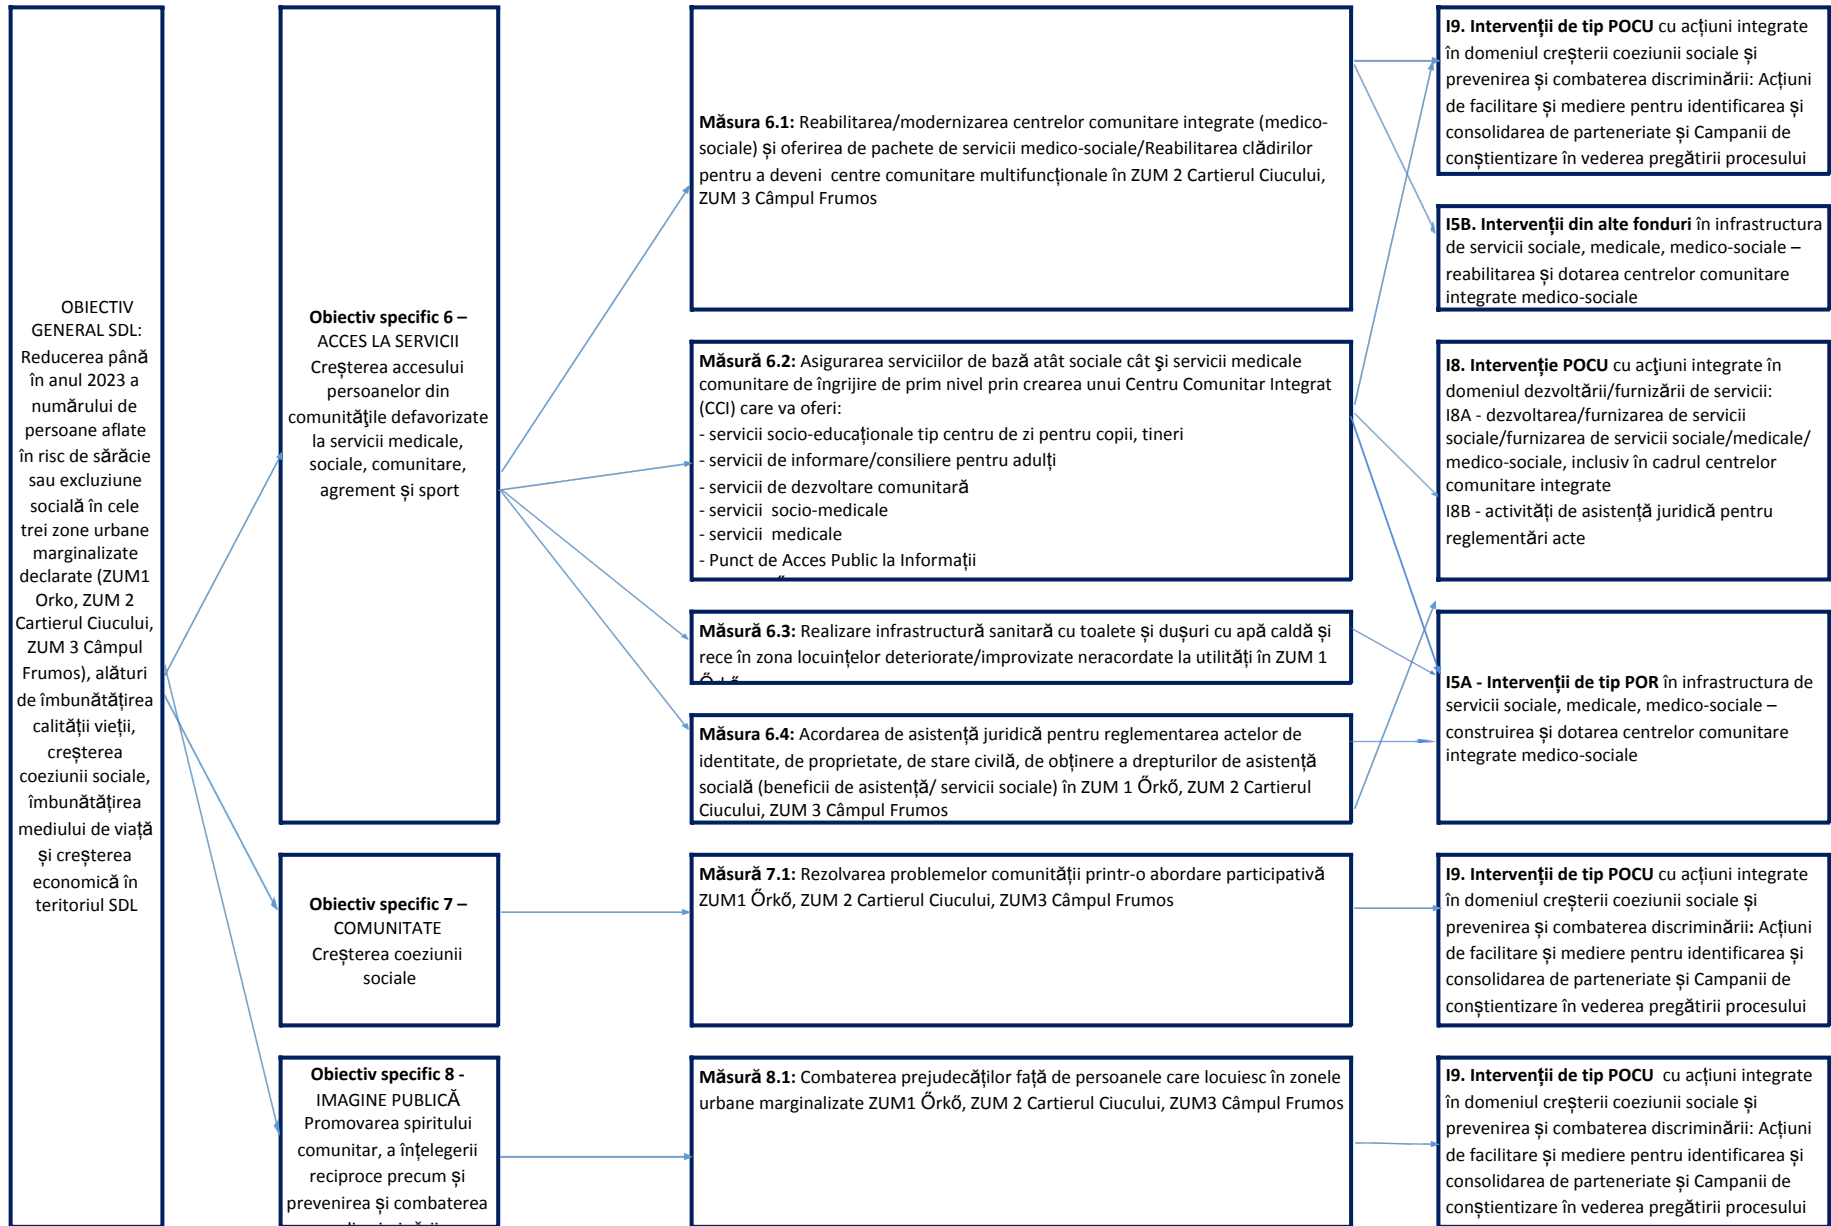 OBIECTIV
GENERAL SDL:
Reducerea până
în anul 2023 a
numărului de
persoane aflate
în risc de sărăcie
sau excluziune
socială în cele
trei zone urbane
marginalizate
declarate (ZUM1
Orko, ZUM 2
Cartierul Ciucului,
ZUM 3 Câmpul
Frumos), alături
de îmbunătățirea
calității vieții,
creșterea
coeziunii sociale,
îmbunătățirea
mediului de viață
și creșterea
economică în
teritoriul SDL
Obiectiv specific 6 –
ACCES LA SERVICII
Creșterea accesului
persoanelor din
comunităţile defavorizate
la servicii medicale,
sociale, comunitare,
agrement și sport
Măsura 6.1: Reabilitarea/modernizarea centrelor comunitare integrate (medico-
sociale) și oferirea de pachete de servicii medico-sociale/Reabilitarea clădirilor
pentru a deveni centre comunitare multifuncționale în ZUM 2 Cartierul Ciucului,
ZUM 3 Câmpul Frumos
Măsură 6.2: Asigurarea serviciilor de bază atât sociale cât şi servicii medicale
comunitare de îngrijire de prim nivel prin crearea unui Centru Comunitar Integrat
(CCI) care va oferi:
- servicii socio-educaționale tip centru de zi pentru copii, tineri
- servicii de informare/consiliere pentru adulți
- servicii de dezvoltare comunitară
- servicii socio-medicale
- servicii medicale
- Punct de Acces Public la Informații
Măsură 6.3: Realizare infrastructură sanitară cu toalete și dușuri cu apă caldă și
rece în zona locuințelor deteriorate/improvizate neracordate la utilități în ZUM 1
Őrkő
Măsura 6.4: Acordarea de asistență juridică pentru reglementarea actelor de
identitate, de proprietate, de stare civilă, de obținere a drepturilor de asistență
socială (beneficii de asistență/ servicii sociale) în ZUM 1 Őrkő, ZUM 2 Cartierul
Ciucului, ZUM 3 Câmpul Frumos
I9. Intervenții de tip POCU cu acțiuni integrate
în domeniul creșterii coeziunii sociale și
prevenirea și combaterea discriminării: Acțiuni
de facilitare și mediere pentru identificarea și
consolidarea de parteneriate și Campanii de
conștientizare în vederea pregătirii procesului
I5B. Intervenții din alte fonduri în infrastructura
de servicii sociale, medicale, medico-sociale –
reabilitarea și dotarea centrelor comunitare
integrate medico-sociale
I8. Intervenție POCU cu acţiuni integrate în
domeniul dezvoltării/furnizării de servicii:
I8A - dezvoltarea/furnizarea de servicii
sociale/furnizarea de servicii sociale/medicale/
medico-sociale, inclusiv în cadrul centrelor
comunitare integrate
I8B - activități de asistență juridică pentru
reglementări acte
I5A - Intervenții de tip POR în infrastructura de
servicii sociale, medicale, medico-sociale –
construirea și dotarea centrelor comunitare
integrate medico-sociale
Obiectiv specific 7 –
COMUNITATE
Creșterea coeziunii
sociale
Măsură 7.1: Rezolvarea problemelor comunității printr-o abordare participativă
ZUM1 Őrkő, ZUM 2 Cartierul Ciucului, ZUM3 Câmpul Frumos
I9. Intervenții de tip POCU cu acțiuni integrate
în domeniul creșterii coeziunii sociale și
prevenirea și combaterea discriminării: Acțiuni
de facilitare și mediere pentru identificarea și
consolidarea de parteneriate și Campanii de
conștientizare în vederea pregătirii procesului
Obiectiv specific 8 -
IMAGINE PUBLICĂ
Promovarea spiritului
comunitar, a înțelegerii
reciproce precum și
prevenirea și combaterea
Măsură 8.1: Combaterea prejudecăților față de persoanele care locuiesc în zonele
urbane marginalizate ZUM1 Őrkő, ZUM 2 Cartierul Ciucului, ZUM3 Câmpul Frumos
I9. Intervenții de tip POCU cu acțiuni integrate
în domeniul creșterii coeziunii sociale și
prevenirea și combaterea discriminării: Acțiuni
de facilitare și mediere pentru identificarea și
consolidarea de parteneriate și Campanii de
conștientizare în vederea pregătirii procesului